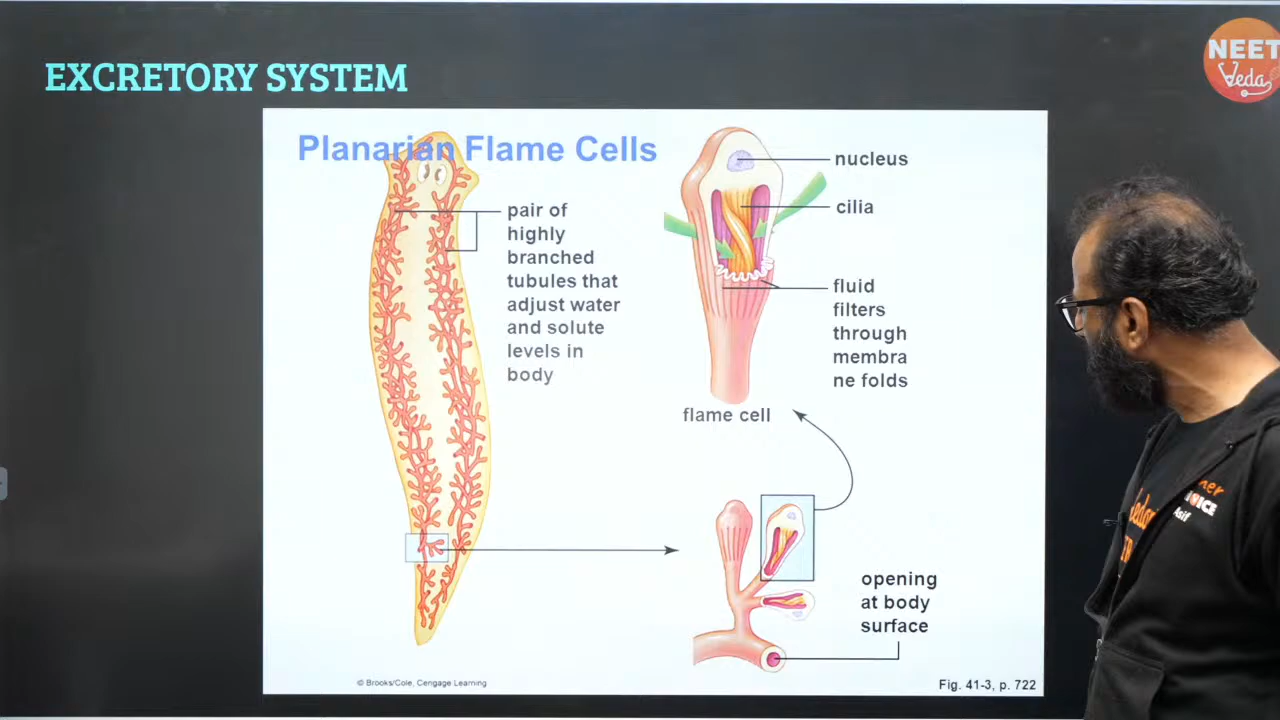 EXCRETORY SYSTEM
NEET
Veda
Planarian Flame Cells
pair of
highly
branched
tubules that
adjust water
and solute
levels in
body
nucleus
cilia
fluid
filters
through
membra
ne folds
flame cell
opening
at body
surface
© Brooks/Cole, Cengage Learning
Fig. 41-3, p. 722
Asif